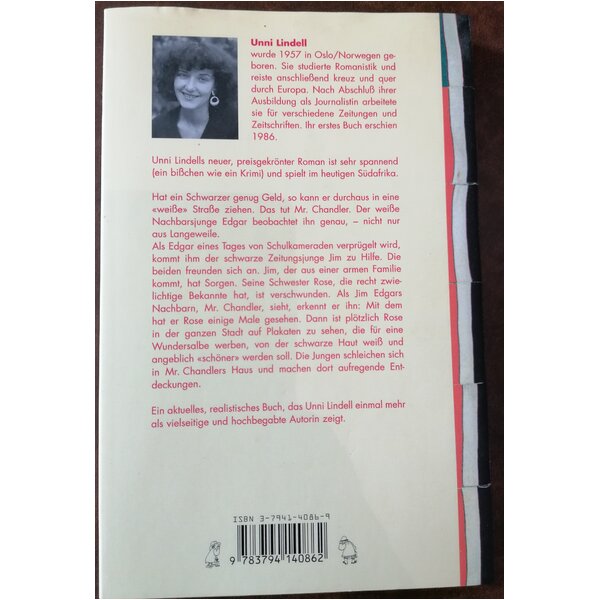 Unni Lindell
wurde 1957 in Oslo/Norwegen ge-
boren. Sie studierte Romanistik und
reiste anschließend kreuz und quer
durch Europa. Nach Abschluß ihrer
Ausbildung als Journalistin arbeitete
sie für verschiedene Zeitungen und
Zeitschriften. Ihr erstes Buch erschien
1986.
Unni Lindells neuer, preisgekrönter Roman ist sehr spannend
(ein bißchen wie ein Krimi) und spielt im heutigen Südafrika.
Hat ein Schwarzer genug Geld, so kann er durchaus in eine
«weiße» Straße ziehen. Das tut Mr. Chandler. Der weiße
Nachbarsjunge Edgar beobachtet ihn genau, – nicht nur
aus Langeweile.
Als Edgar eines Tages von Schulkameraden verprügelt wird,
kommt ihm der schwarze Zeitungsjunge Jim zu Hilfe. Die
beiden freunden sich an. Jim, der aus einer armen Familie
kommt, hat Sorgen. Seine Schwester Rose, die recht zwie-
lichtige Bekannte hat, ist verschwunden. Als Jim Edgars
Nachbarn, Mr. Chandler, sieht, erkennt er ihn: Mit dem
hat er Rose einige Male gesehen. Dann ist plötzlich Rose
in der ganzen Stadt auf Plakaten zu sehen, die für eine
Wundersalbe werben, von der schwarze Haut weiß und
angeblich «schöner» werden soll. Die Jungen schleichen sich
in Mr. Chandlers Haus und machen dort aufregende Ent-
deckungen.
Ein aktuelles, realistisches Buch, das Unni Lindell einmal mehr
als vielseitige und hochbegabte Autorin zeigt.
ISBN 3-7941-4086-9
9 783794 140862